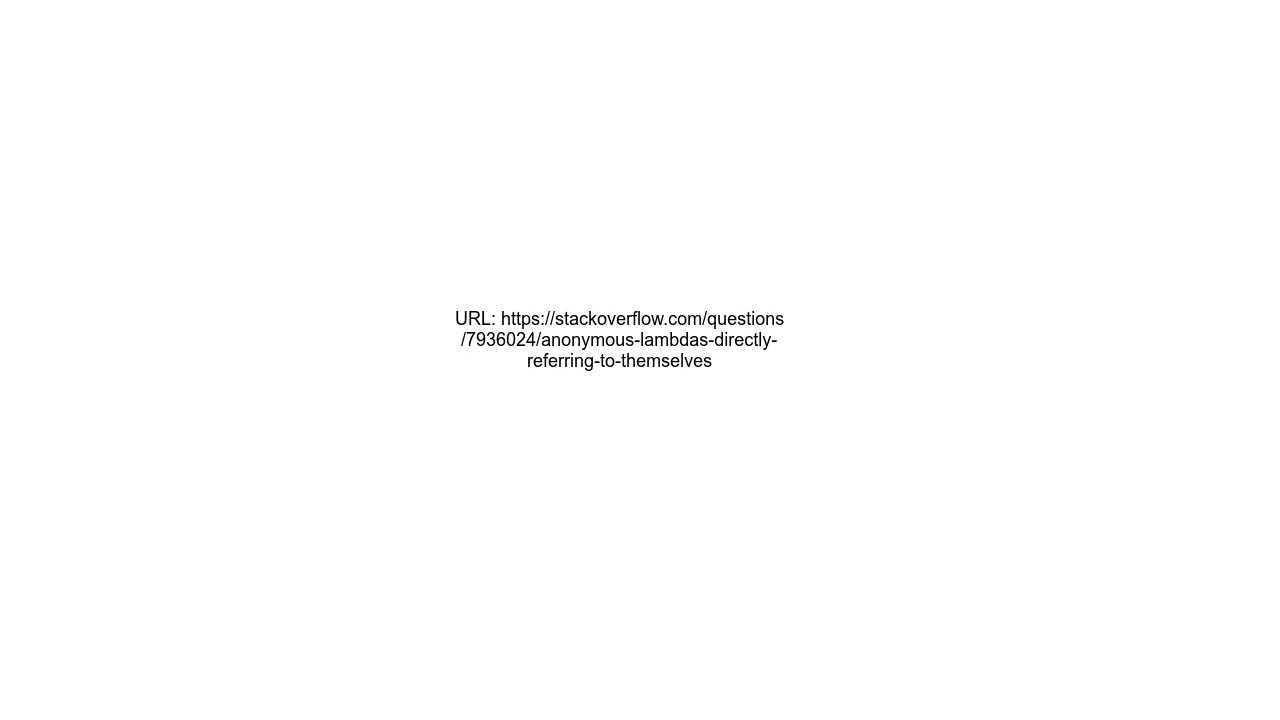 URL: https://stackoverflow.com/questions
/7936024/anonymous-lambdas-directly-
referring-to-themselves